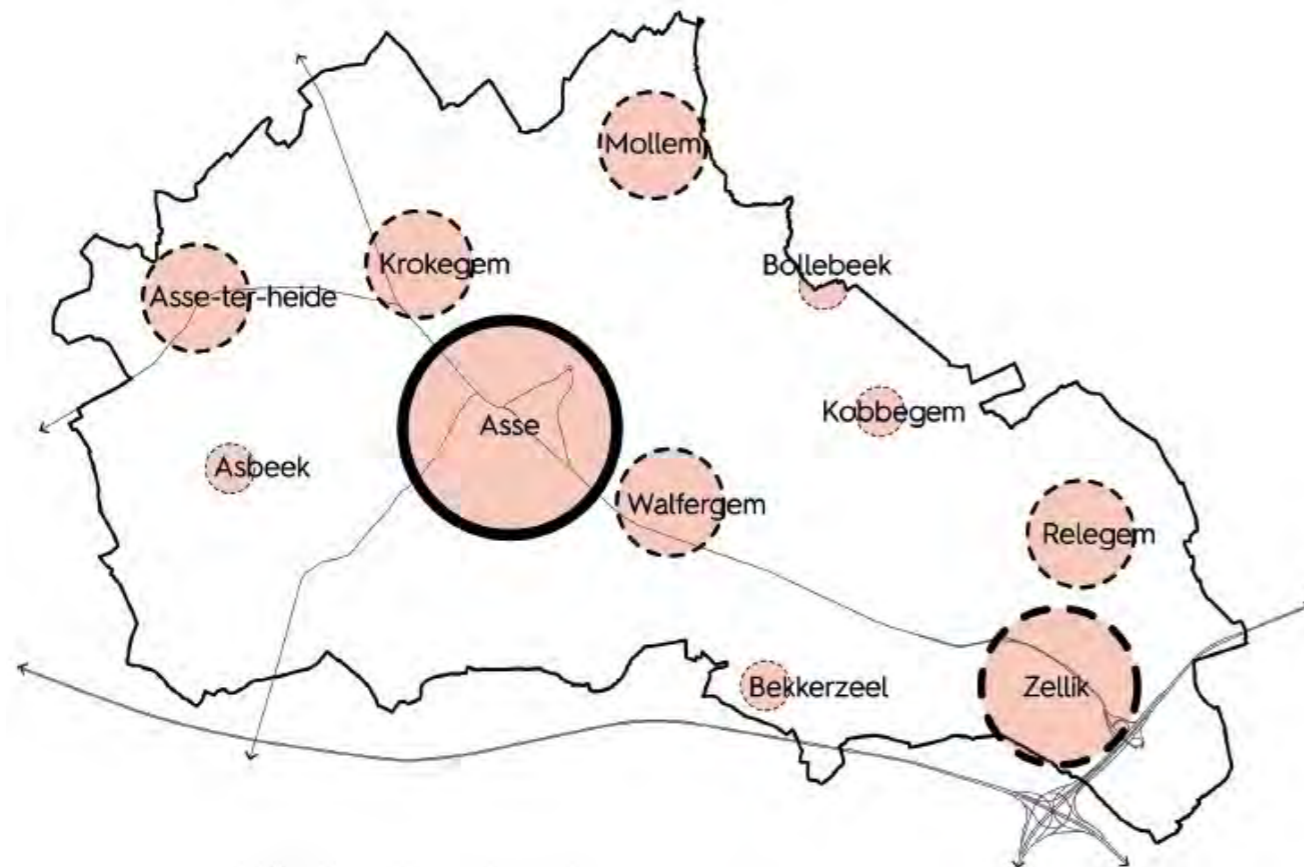 Mollem
Krokegem
Bollebeek
Asse-ter-heide
Kobbegem
Asse
Asbeek
Walfergem
Relegem
Bekkerzeel
Zellik